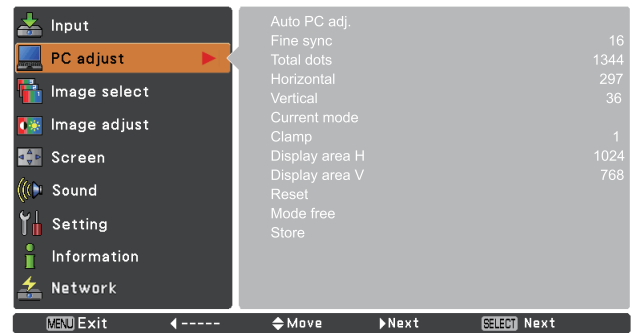 Input
PC adjust
Image select
Image adjust
Screen
Sound
Setting
Information
Network
Auto PC adj.
Fine sync 16
Total dots 1344
Horizontal 297
Vertical 36
Current mode
Clamp 1
Display area H 1024
Display area V 768
Reset
Mode free
Store
MENU Exit ◀----- Move Next SELECT Next